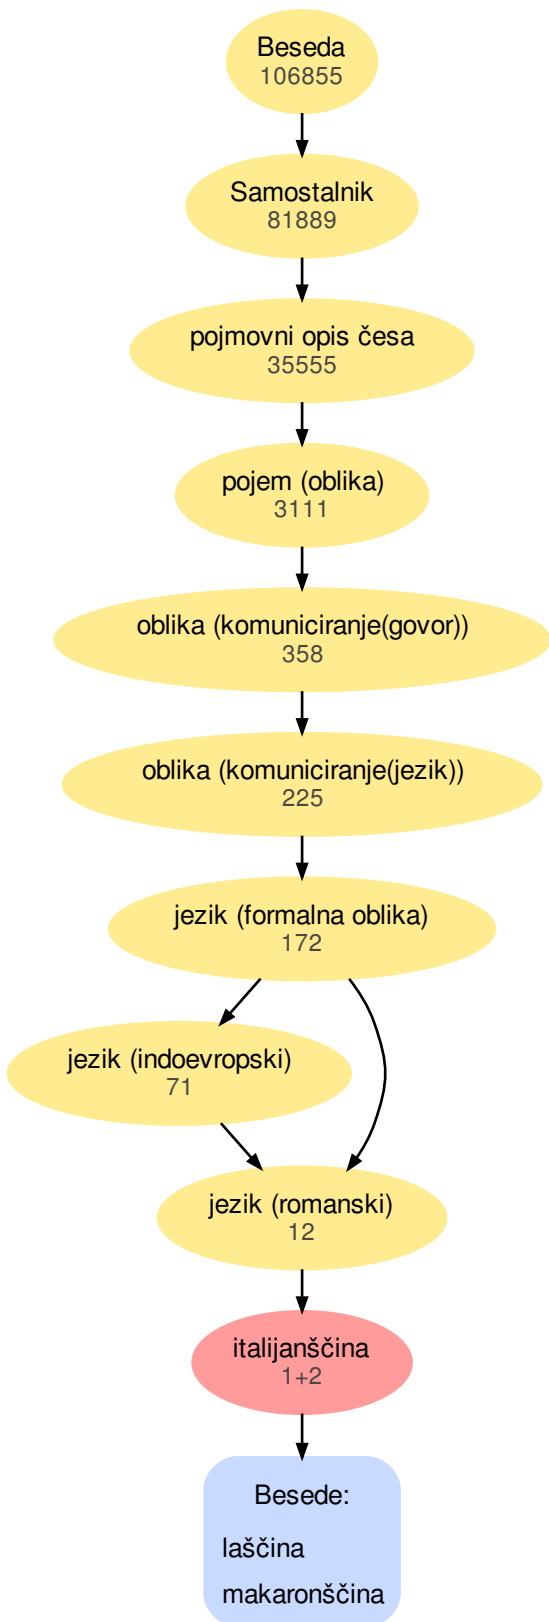 Beseda
106855
Samostalnik
81889
pojmovni opis česa
35555
pojem (oblika)
3111
oblika (komuniciranje(govor))
358
oblika (komuniciranje(jezik))
225
jezik (formalna oblika)
172
jezik (indoevropski)
71
jezik (romanski)
12
italijanščina
1+2
Besede:
laščina
makaronščina